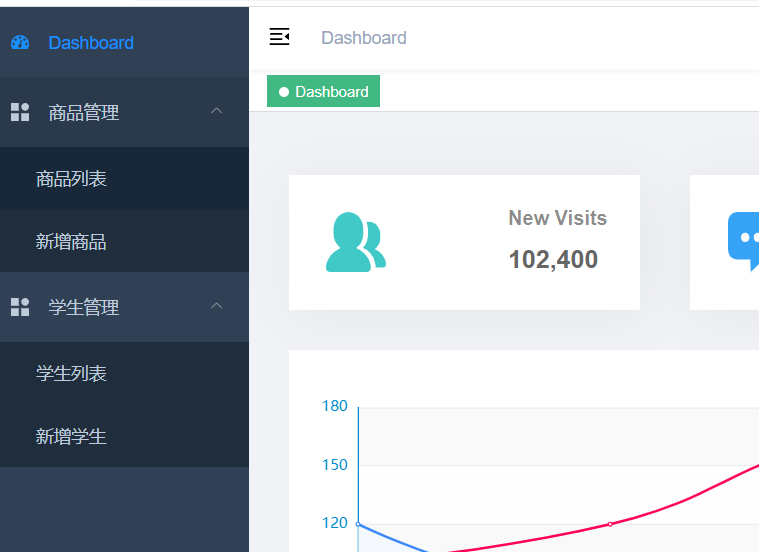 Dashboard
商品管理
商品列表
新增商品
学生管理
学生列表
新增学生
Dashboard
Dashboard
New Visits
102,400
180
150
120